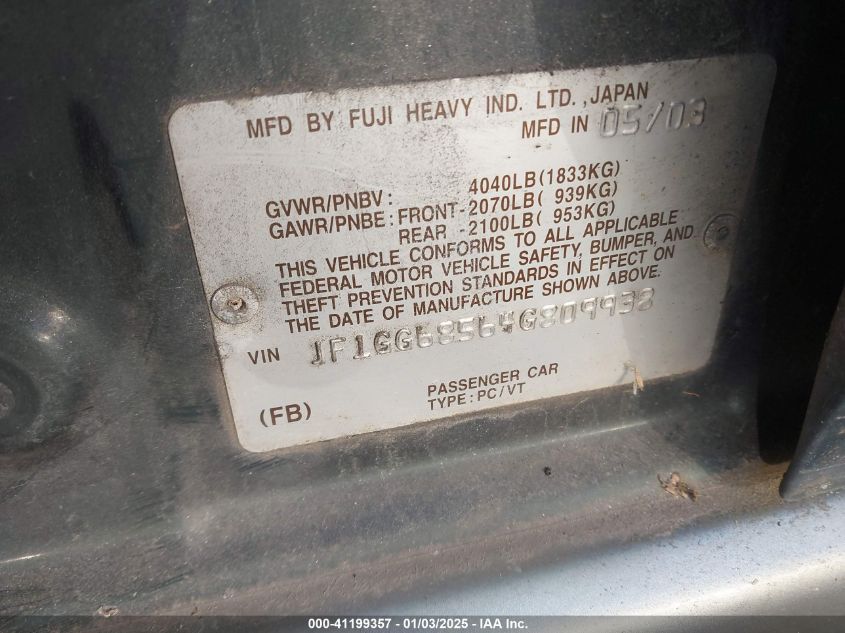 MFD BY FUJI HEAVY IND. LTD., JAPAN
MFD IN 05/03
GVWR/PNBV: 4040LB(1833KG)
GAWR/PNBE: FRONT-2070LB( 939KG)
REAR -2100LB( 953KG)
THIS VEHICLE CONFORMS TO ALL APPLICABLE
FEDERAL MOTOR VEHICLE SAFETY, BUMPER, AND
THEFT PREVENTION STANDARDS IN EFFECT ON
THE DATE OF MANUFACTURE SHOWN ABOVE.
VIN JF1GG68564G809938
PASSENGER CAR
(FB) TYPE:PC/VT
000-41199357 - 01/03/2025 - IAA Inc.